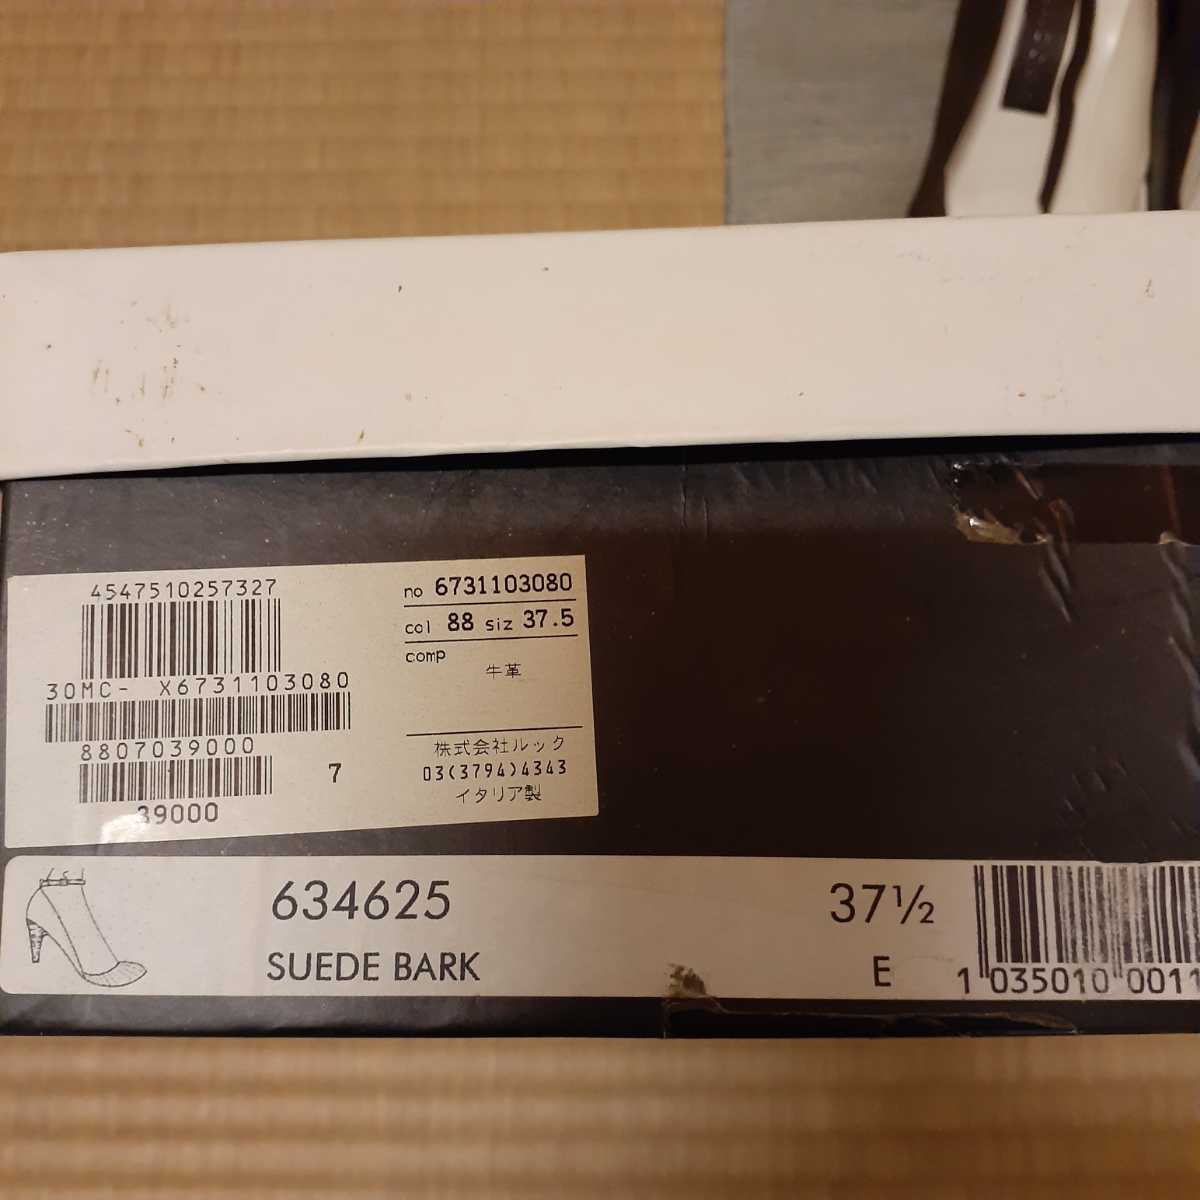 4547510257327
30MC- X6731103080
8807039000
39000
7
no 6731103080
col 88 siz 37.5
comp
牛革
株式会社ルック
03(3794)4343
イタリア製
634625
SUEDE BARK
37½
E
1 035010 0011